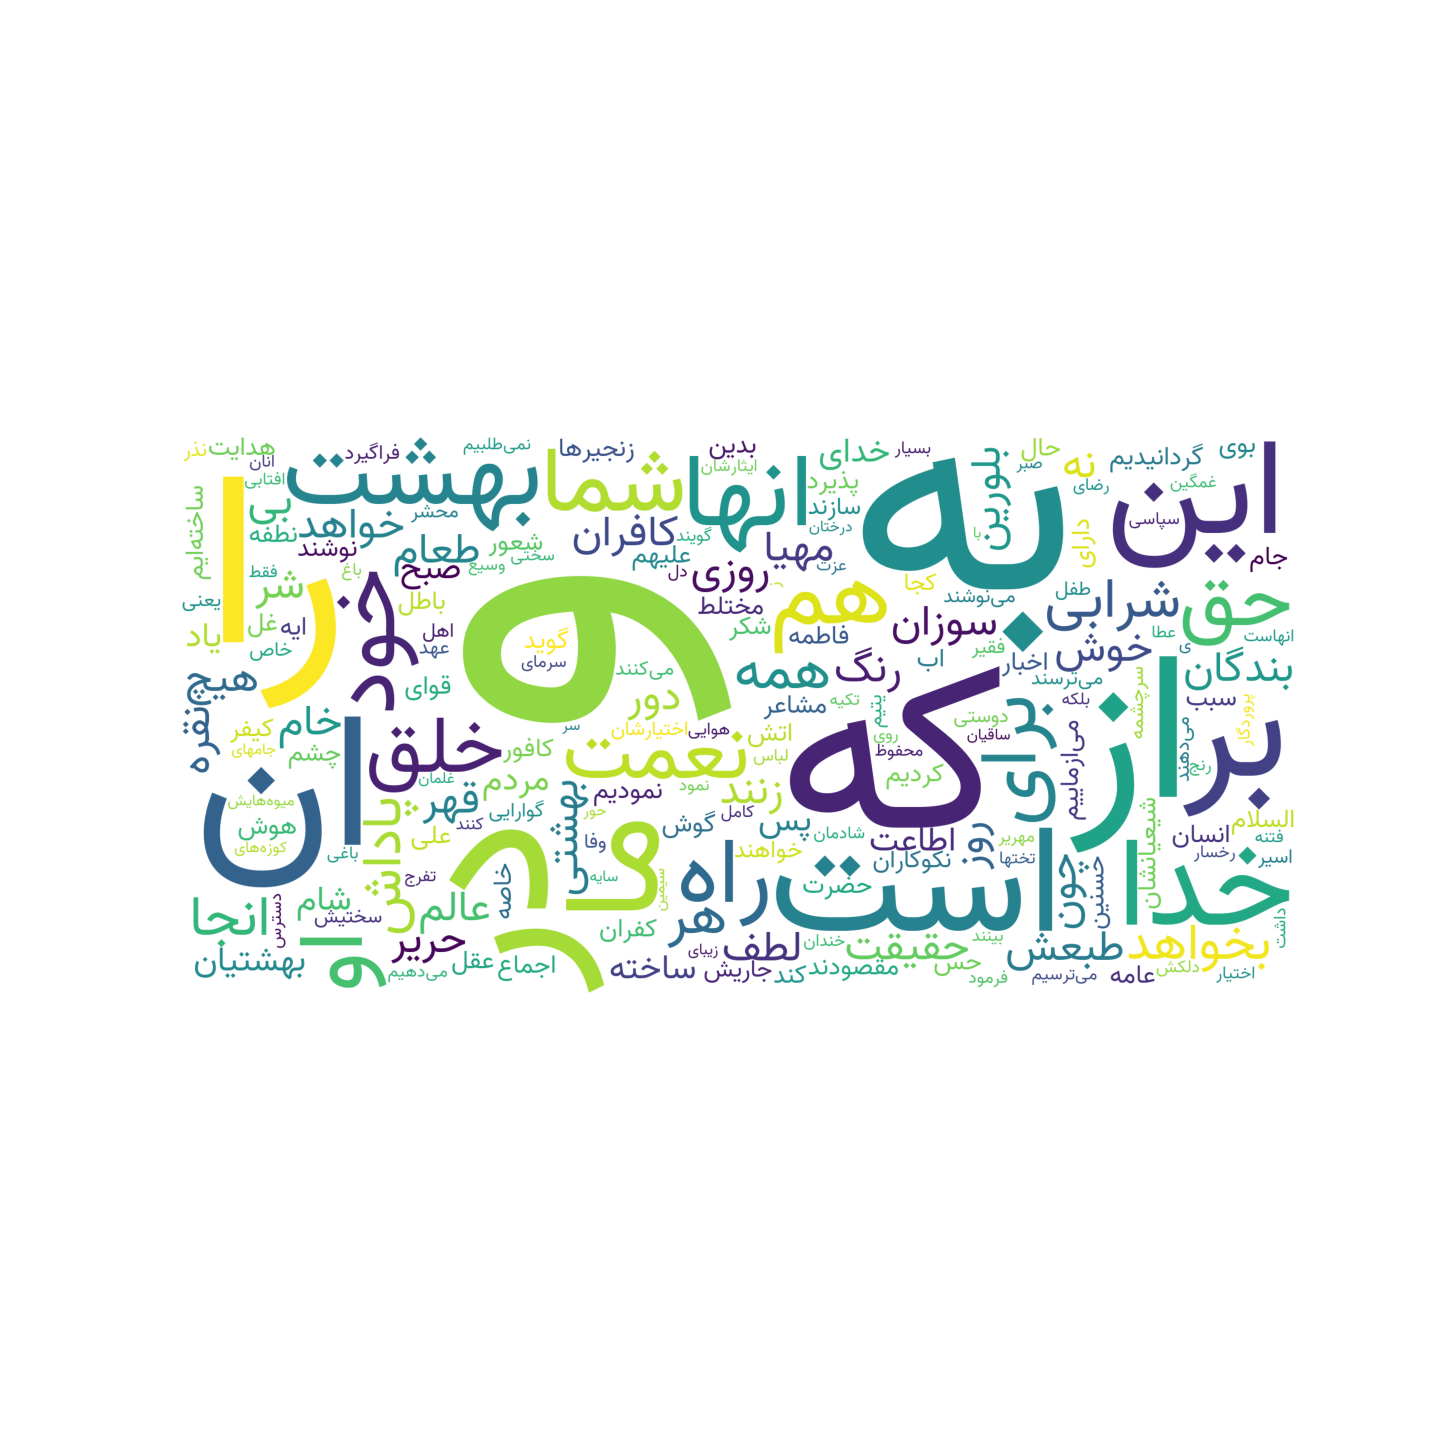 و
به
که
را
از
در
این
است
ان
ما
خدا
بر
بهشت
شما
انها
هم
حق
خود
خلق
نعمت
برای
راه
همه
او
هر
پاداش
انجا
لطف
بخواهد
حقیقت
طبعش
شرابی
خوش
بندگان
سوزان
رنگ
روزی
مهیا
کافران
طعام
خواهد
بی
صبح
شر
یاد
هیچ
نقره
خام
قهر
مردم
دور
زنند
پس
نمودیم
بهشتی
عالم
شام
حریر
بهشتیان
ساخته
اجماع
عقل
کفران
گوش
اطاعت
روز
چون
نکوکاران
حضرت
مقصودند
کند
جاریش
حس
عامه
انسان
السلام
سبب
اخبار
اب
فاطمه
شکر
مختلط
علیهم
شعور
نوشند
نطفه
هدایت
نذر
انان
افتابی
فراگیرد
محشر
نمی‌طلبیم
زنجیرها
بدین
ایثارشان
خدای
پذیرد
سازند
درختان
بسیار
بلورین
حال
صبر
نه
رضای
گردانیدیم
بوی
غمگین
سپاسی
جام
دارای
طفل
عطا
انهاست
ی
می‌نوشند
کجا
عزت
دل
گویند
سختی
وسیع
باغ
فقط
یعنی
ساخته‌ایم
غل
ایه
خاص
باطل
اهل
عهد
قوای
گوید
سرمای
می‌کنند
مشاعر
یتیم
تکیه
روی
محفوظ
دوستی
ساقیان
فقیر
می‌ترسند
بلکه
سرچشمه
می‌ازماییم
می‌دهند
پروردگار
رنج
کردیم
اتش
لباس
هوایی
اختیارشان
سر
نمود
کافور
چشم
کیفر
جامهای
میوه‌هایش
هوش
کوزه‌های
باغی
غلمان
علی
کنند
گوارایی
حور
وفا
سایه
سیمین
خواهند
کامل
شادمان
تفرج
خاصه
سختیش
دسترس
می‌دهیم
زیبای
خندان
بینند
فرمود
می‌ترسیم
دلکش
اختیار
داشت
حسنین
شیعیانشان
مهریر
تختها
رخسار
فتنه
اسیر
با